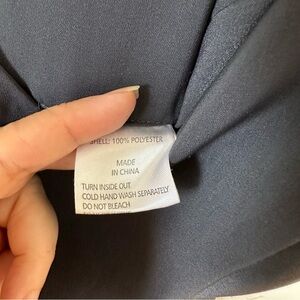 SHELL: 100% POLYESTER
MADE
IN CHINA
TURN INSIDE OUT
COLD HAND WASH SEPARATELY
DO NOT BLEACH